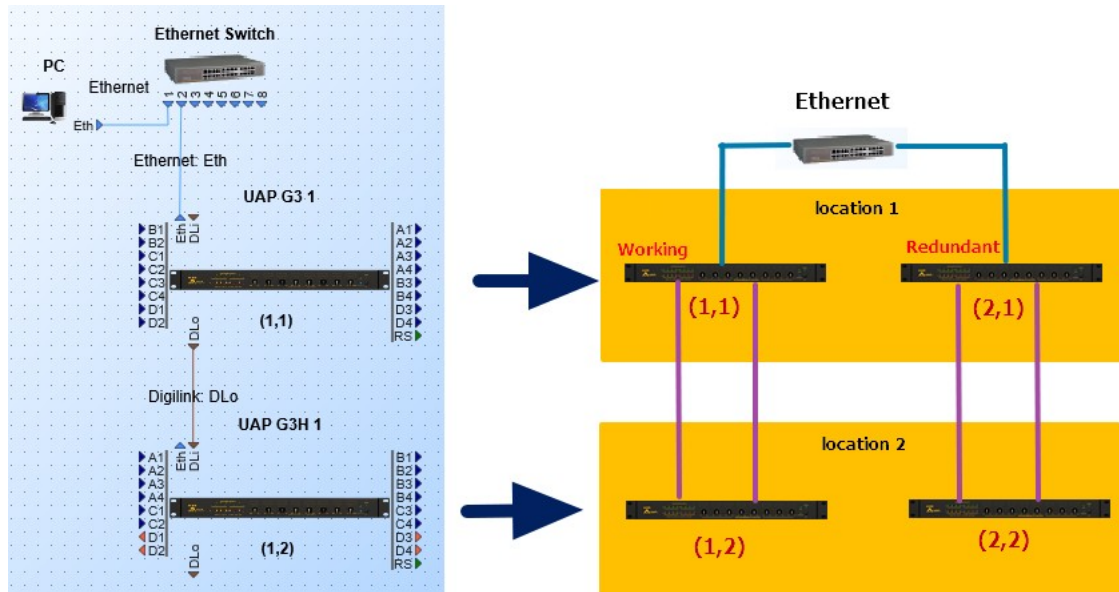 Ethernet Switch
PC
Ethernet
1 2 3 4 5 6 7 8
Eth
Ethernet: Eth
UAP G3 1
Eth DLi
B1
B2
C1
C2
C3
C4
D1
D2
A1
A2
A3
A4
B3
B4
D3
D4
RS
(1,1)
DLo
Digilink: DLo
UAP G3H 1
Eth DLi
A1
A2
A3
A4
C1
C2
D1
D2
B1
B2
B3
B4
C3
C4
D3
D4
RS
(1,2)
DLo
Ethernet
location 1
Working
Redundant
(1,1)
(2,1)
location 2
(1,2)
(2,2)